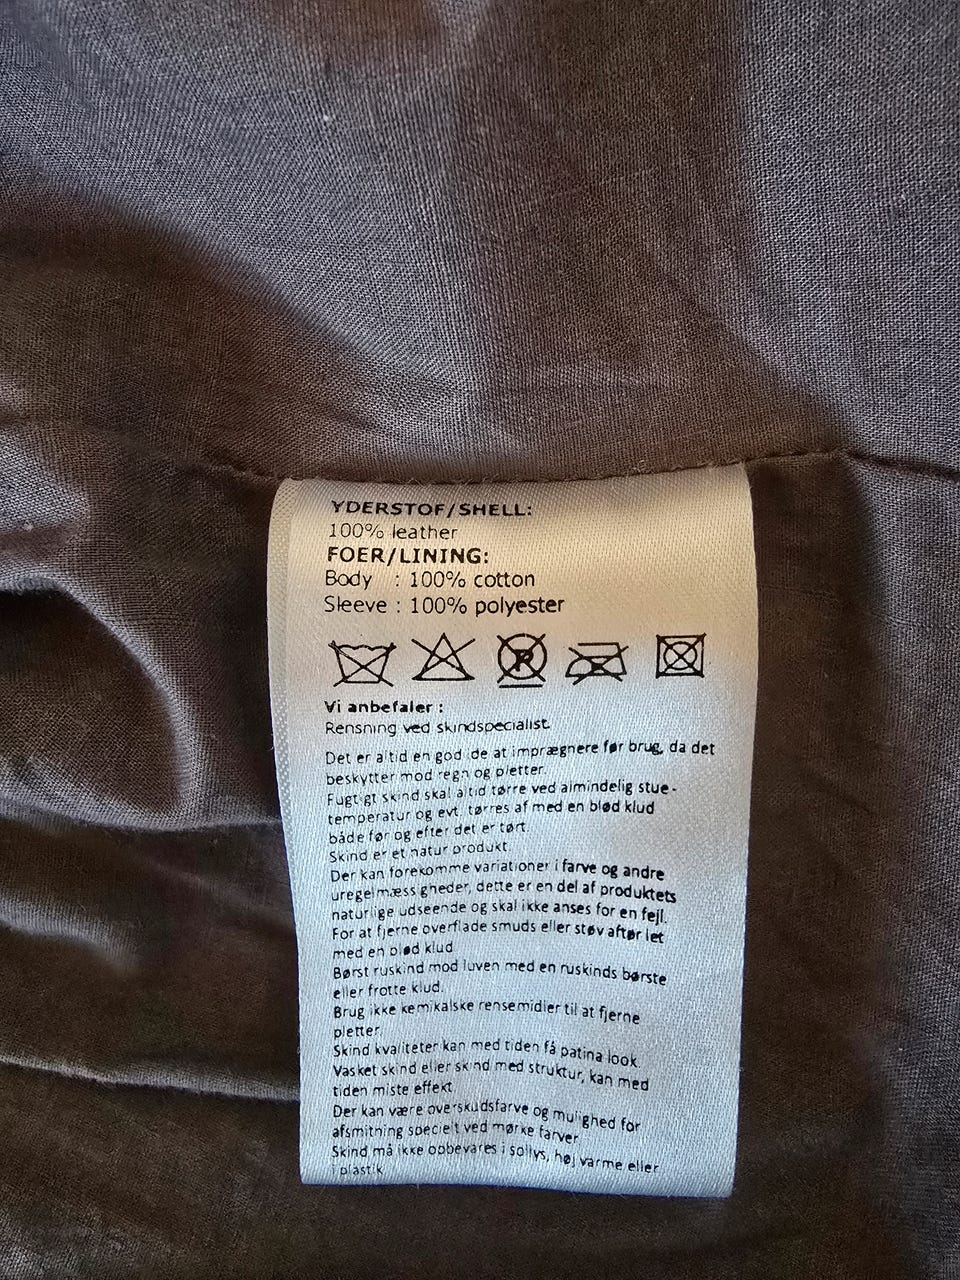 YDERSTOF/SHELL:
100% leather
FOER/LINING:
Body : 100% cotton
Sleeve : 100% polyester
P
Vi anbefaler :
Rensning ved skindspecialist.
Det er altid en god ide at imprægnere før brug, da det
beskytter mod regn og pletter.
Fugtigt skind skal altid tørre ved almindelig stue-
temperatur og evt. tørres af med en blød klud
både før og efter det er tørt.
Skind er et natur produkt.
Der kan forekomme variationer i farve og andre
uregelmæssigheder, dette er en del af produktets
naturlige udseende og skal ikke anses for en fejl.
For at fjerne overflade smuds eller støv aftør let
med en blød klud.
Børst ruskind mod luven med en ruskinds børste
eller frotte klud.
Brug ikke kemikalske rensemidler til at fjerne
pletter.
Skind kvaliteter kan med tiden få patina look.
Vasket skind eller skind med struktur, kan med
tiden miste effekt.
Der kan være overskudsfarve og mulighed for
afsmitning specielt ved mørke farver
Skind må ikke opbevares i sollys, høj varme eller
i plastik.